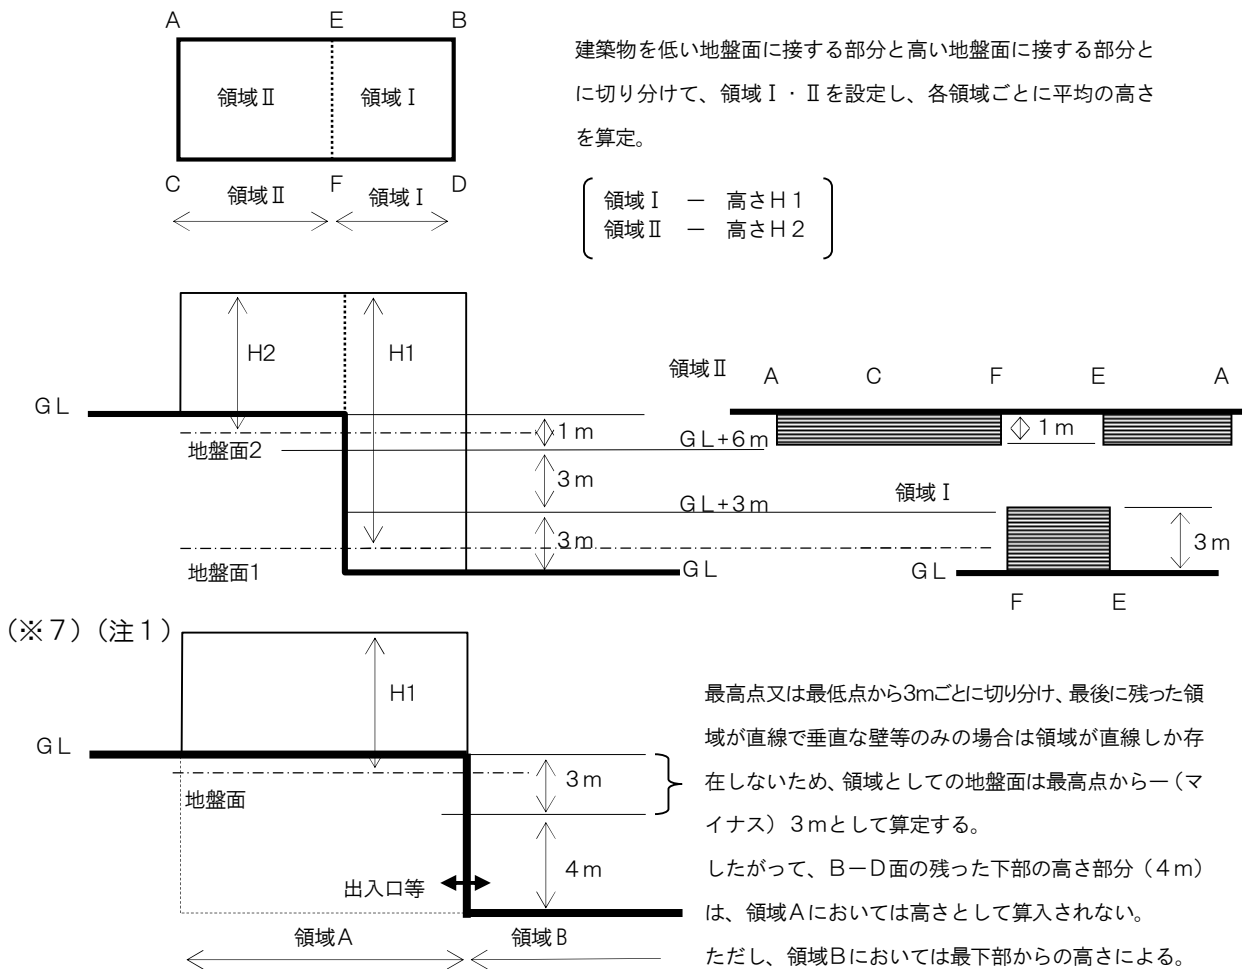 A E B
領域Ⅱ 領域Ⅰ
C F D
領域Ⅱ 領域Ⅰ
建築物を低い地盤面に接する部分と高い地盤面に接する部分と
に切り分けて、領域Ⅰ・Ⅱを設定し、各領域ごとに平均の高さ
を算定。
領域Ⅰ － 高さH1
領域Ⅱ － 高さH2
H2 H1
GL
地盤面2
1m
GL+6m
3m
GL+3m
3m
地盤面1
GL
領域Ⅱ A C F E A
1m
領域Ⅰ
3m
GL
F E
(※7)(注1)
H1
GL
地盤面
3m
4m
出入口等
領域A 領域B
最高点又は最低点から3mごとに切り分け、最後に残った領
域が直線で垂直な壁等のみの場合は領域が直線しか存
在しないため、領域としての地盤面は最高点から－(マ
イナス)3mとして算定する。
したがって、B－D面の残った下部の高さ部分(4m)
は、領域Aにおいては高さとして算入されない。
ただし、領域Bにおいては最下部からの高さによる。